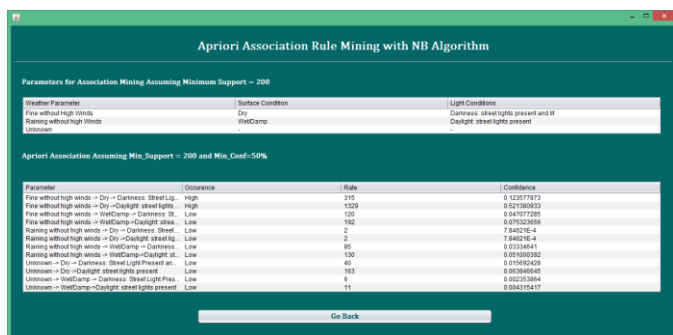 Apriori Association Rule Mining with NB Algorithm
Parameters for Association Mining Assuming Minimum Support = 200
Weather Parameter Surface Condition Light Conditions
Fine without High Winds Dry Darkness: street lights present and lit
Raining without high Winds Wet/Damp Daylight: street lights present
Unknown - -
Apriori Association Assuming Min_Support = 200 and Min_Conf=50%
Parameter Occurence Rate Confidence
Fine without high winds -> Dry -> Darkness: Street Lig... High 315 0.123577873
Fine without high winds -> Dry ->Daylight: street lights ... High 1329 0.521380933
Fine without high winds -> Wet/Damp -> Darkness: St... Low 120 0.047077285
Fine without high winds -> Wet/Damp->Daylight: stree... Low 192 0.075323656
Raining without high winds -> Dry -> Darkness: Street ... Low 2 7.84621E-4
Raining without high winds -> Dry ->Daylight: street lig... Low 2 7.84621E-4
Raining without high winds -> Wet/Damp -> Darkness... Low 85 0.03334641
Raining without high winds -> Wet/Damp->Daylight: st... Low 130 0.051000392
Unknown -> Dry -> Darkness: Street Light Present an... Low 40 0.015692428
Unknown -> Dry ->Daylight: street lights present Low 163 0.063946645
Unknown -> Wet/Damp -> Darkness: Street Light Pres... Low 6 0.002353864
Unknown -> Wet/Damp->Daylight: street lights present Low 11 0.004315417
Go Back